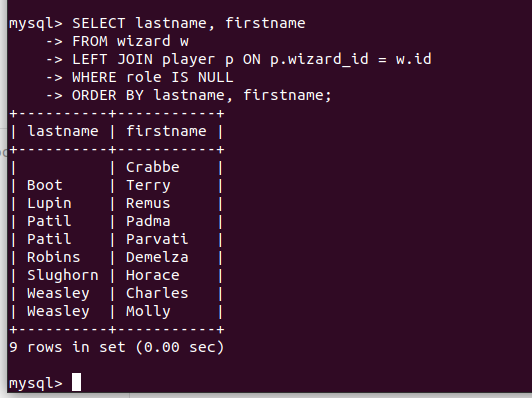 mysql> SELECT lastname, firstname
    -> FROM wizard w
    -> LEFT JOIN player p ON p.wizard_id = w.id
    -> WHERE role IS NULL
    -> ORDER BY lastname, firstname;
+----------+-----------+
| lastname | firstname |
+----------+-----------+
|          | Crabbe    |
| Boot     | Terry     |
| Lupin    | Remus     |
| Patil    | Padma     |
| Patil    | Parvati   |
| Robins   | Demelza   |
| Slughorn | Horace    |
| Weasley  | Charles   |
| Weasley  | Molly     |
+----------+-----------+
9 rows in set (0.00 sec)
mysql>